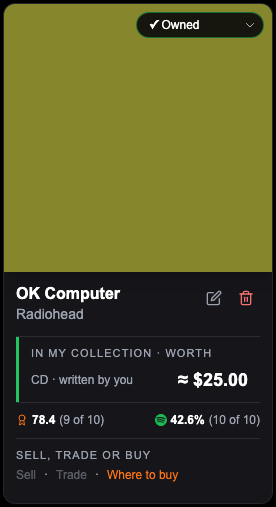 ✓ Owned
OK Computer
Radiohead
IN MY COLLECTION · WORTH
CD · written by you ≈ $25.00
78.4 (9 of 10) 42.6% (10 of 10)
SELL, TRADE OR BUY
Sell · Trade · Where to buy